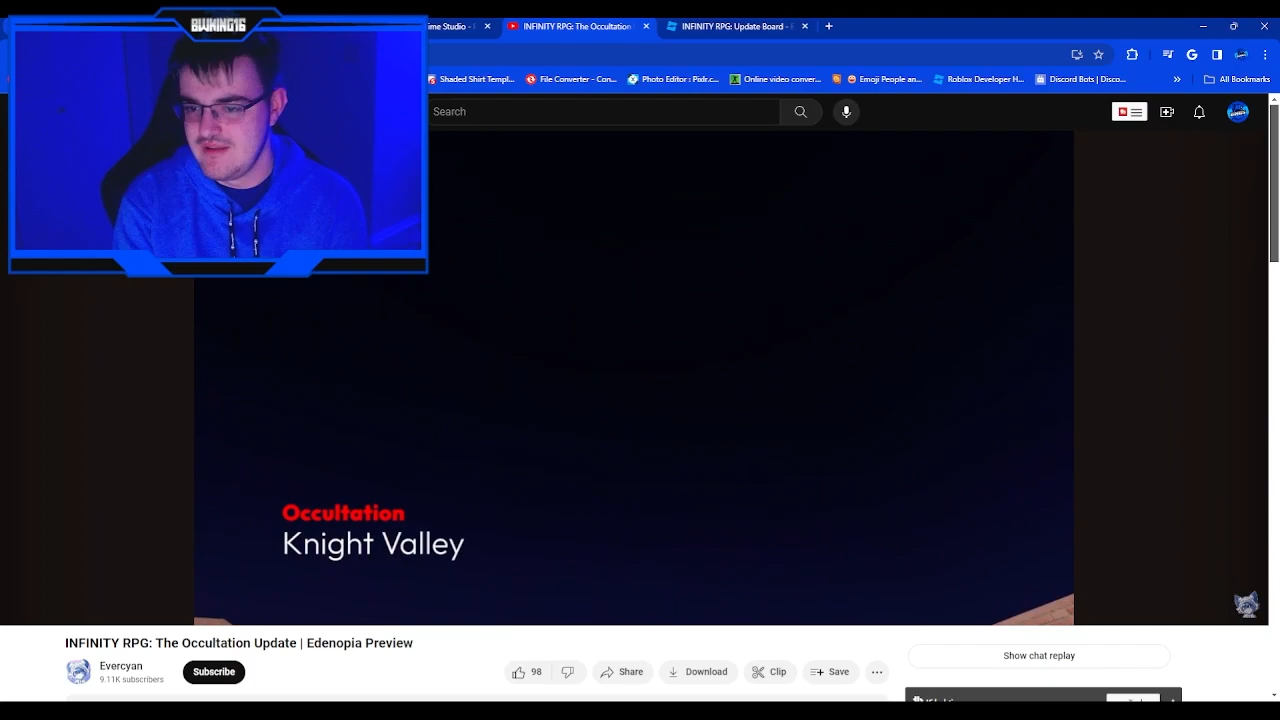 BWKING16
ime Studio -
INFINITY RPG: The Occultation
INFINITY RPG: Update Board -
Shaded Shirt Templ...
File Converter – Con...
Photo Editor : Pixlr.c...
Online video conver...
Emoji People an...
Roblox Developer H...
Discord Bots | Disco...
»
All Bookmarks
Search
Occultation
Knight Valley
INFINITY RPG: The Occultation Update | Edenopia Preview
Evercyan
9.11K subscribers
Subscribe
98
Share
Download
Clip
Save
Show chat replay